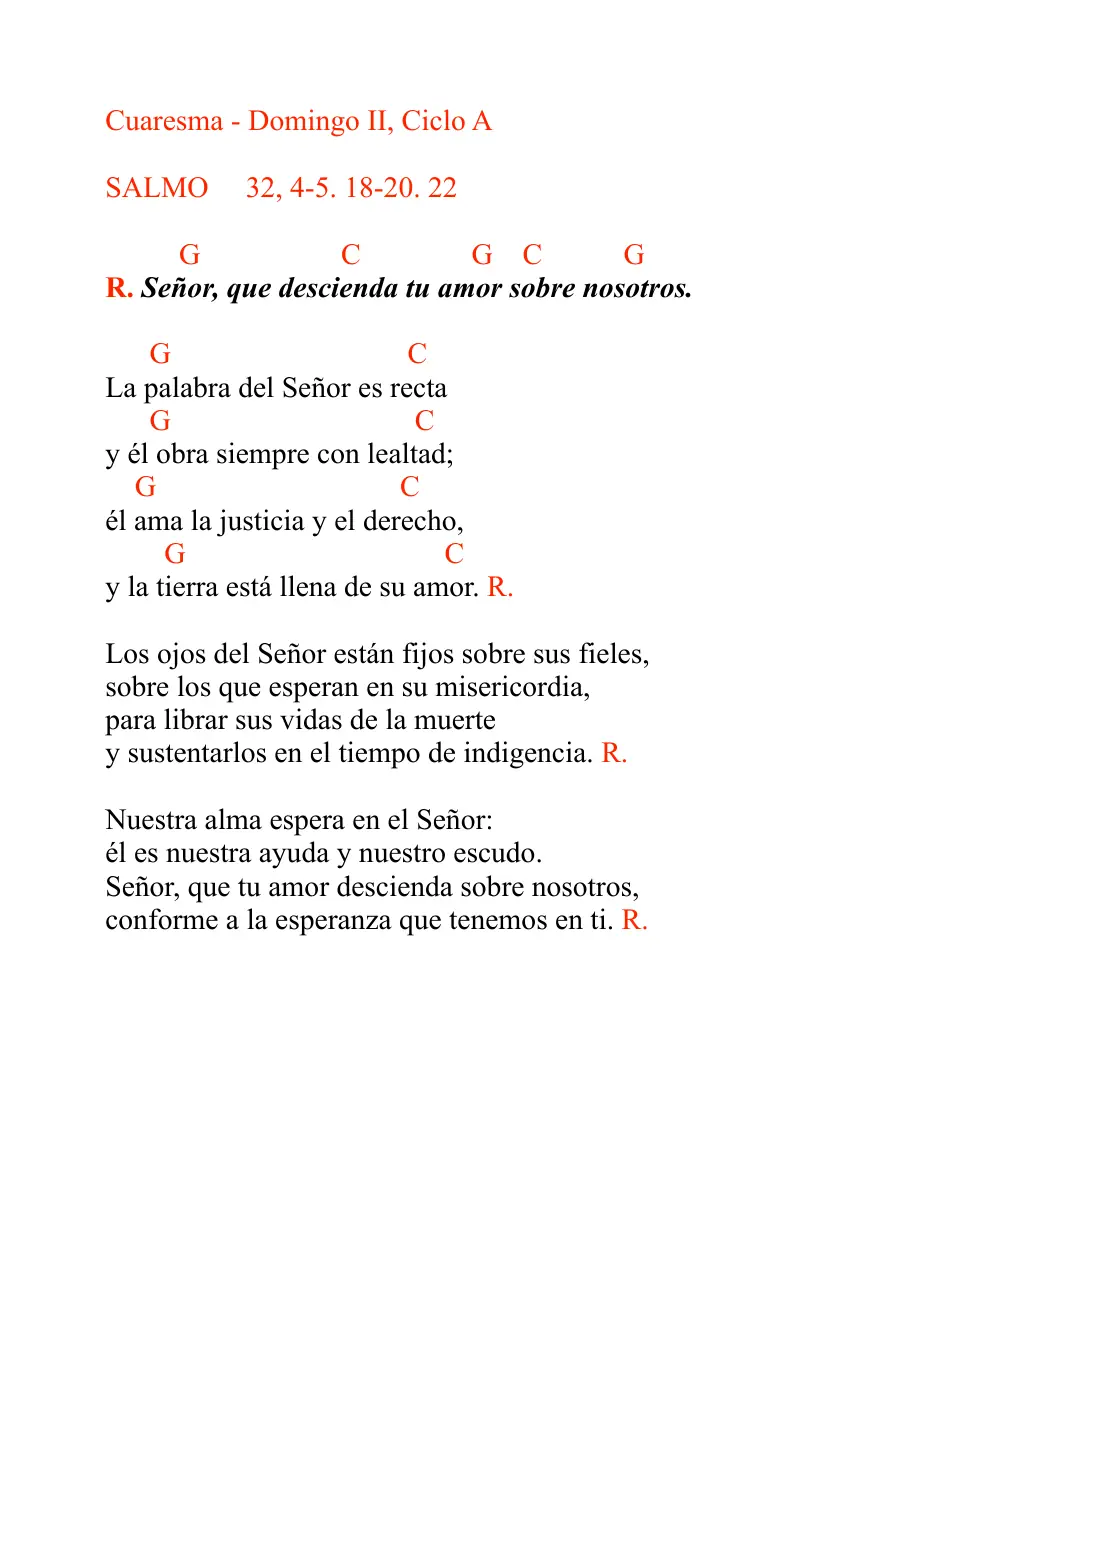 Cuaresma - Domingo II, Ciclo A
SALMO 32, 4-5. 18-20. 22
G C G C G
R. Señor, que descienda tu amor sobre nosotros.
G C
La palabra del Señor es recta
G C
y él obra siempre con lealtad;
G C
él ama la justicia y el derecho,
G C
y la tierra está llena de su amor. R.
Los ojos del Señor están fijos sobre sus fieles,
sobre los que esperan en su misericordia,
para librar sus vidas de la muerte
y sustentarlos en el tiempo de indigencia. R.
Nuestra alma espera en el Señor:
él es nuestra ayuda y nuestro escudo.
Señor, que tu amor descienda sobre nosotros,
conforme a la esperanza que tenemos en ti. R.